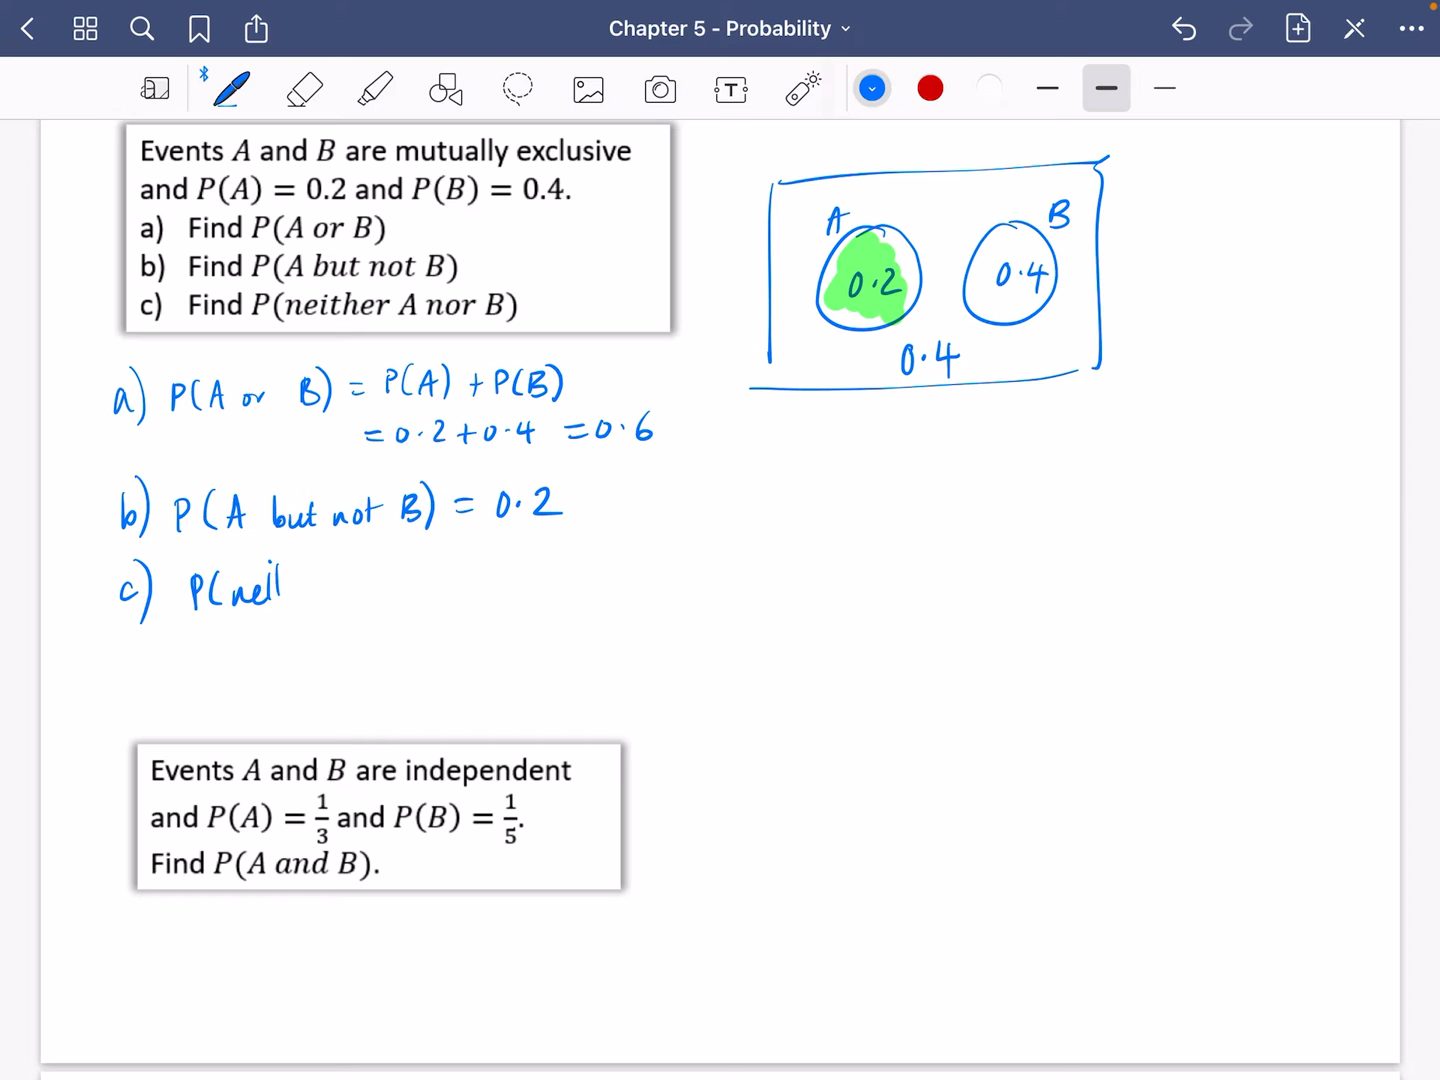 Chapter 5 - Probability
Events A and B are mutually exclusive
and P(A) = 0.2 and P(B) = 0.4.
a) Find P(A or B)
b) Find P(A but not B)
c) Find P(neither A nor B)
A B
0.2 0.4
0.4
a) P(A or B) = P(A) + P(B)
= 0.2 + 0.4 = 0.6
b) P(A but not B) = 0.2
c) P(neit
Events A and B are independent
and P(A) = 1/3 and P(B) = 1/5.
Find P(A and B).